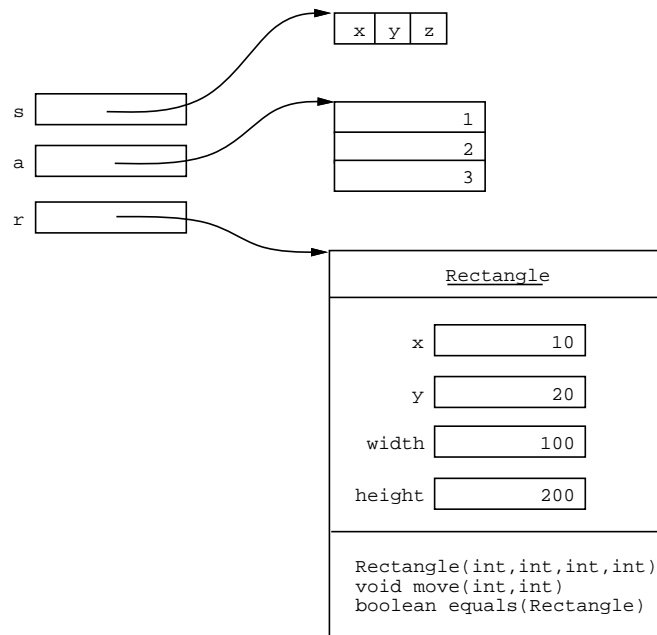 x y z
s
a
1
2
3
r
Rectangle
x 10
y 20
width 100
height 200
Rectangle(int,int,int,int)
void move(int,int)
boolean equals(Rectangle)